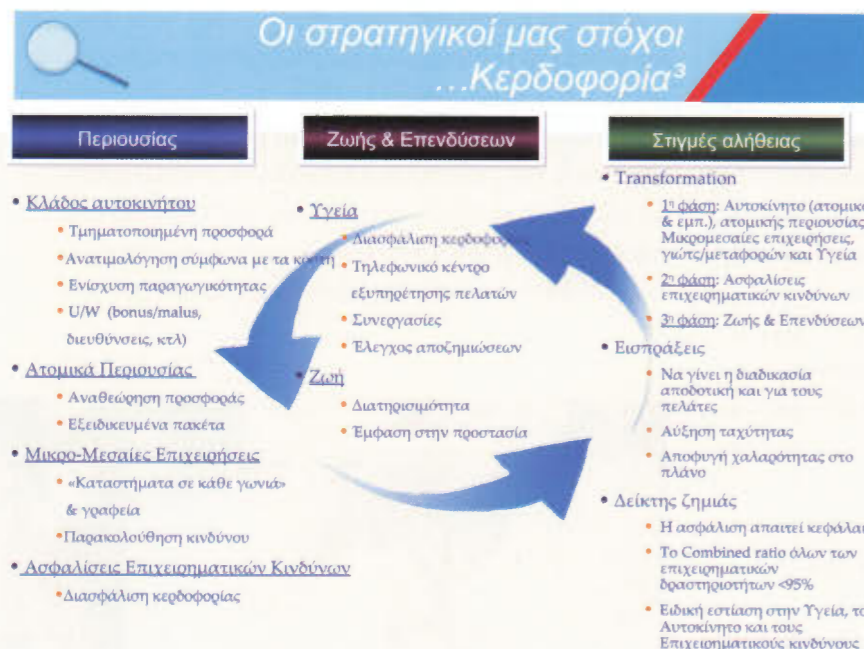 Οι στρατηγικοί μας στόχοι
...Κερδοφορία³
Περιουσίας
• Κλάδος αυτοκινήτου
• Τμηματοποιημένη προσφορά
• Ανατιμολόγηση σύμφωνα με τα κόστη
• Ενίσχυση παραγωγικότητας
• U/W (bonus/malus,
διευθύνσεις, κτλ)
• Ατομικά Περιουσίας
• Αναθεώρηση προσφοράς
• Εξειδικευμένα πακέτα
• Μικρο-Μεσαίες Επιχειρήσεις
• «Καταστήματα σε κάθε γωνιά»
& γραφεία
• Παρακολούθηση κινδύνου
• Ασφαλίσεις Επιχειρηματικών Κινδύνων
• Διασφάλιση κερδοφορίας
Ζωής & Επενδύσεων
• Υγεία
• Διασφάλιση κερδοφορίας
• Τηλεφωνικό κέντρο
εξυπηρέτησης πελατών
• Συνεργασίες
• Έλεγχος αποζημιώσεων
• Ζωή
• Διατηρισιμότητα
• Έμφαση στην προστασία
Στιγμές αλήθειας
• Transformation
• 1η φάση: Αυτοκίνητο (ατομικό
& εμπ.), ατομικής περιουσίας
Μικρομεσαίες επιχειρήσεις,
γιώτς/μεταφορών και Υγεία
• 2η φάση: Ασφαλίσεις
επιχειρηματικών κινδύνων
• 3η φάση: Ζωής & Επενδύσεων
• Εισπράξεις
• Να γίνει η διαδικασία
αποδοτική και για τους
πελάτες
• Αύξηση ταχύτητας
• Αποφυγή χαλαρότητας στο
πλάνο
• Δείκτης ζημιάς
• Η ασφάλιση απαιτεί
• Το Combined ratio όλων των
επιχειρηματικών
δραστηριοτήτων <95%
• Ειδική εστίαση στην Υγεία, το
Αυτοκίνητο και τους
Επιχειρηματικούς κινδύνους